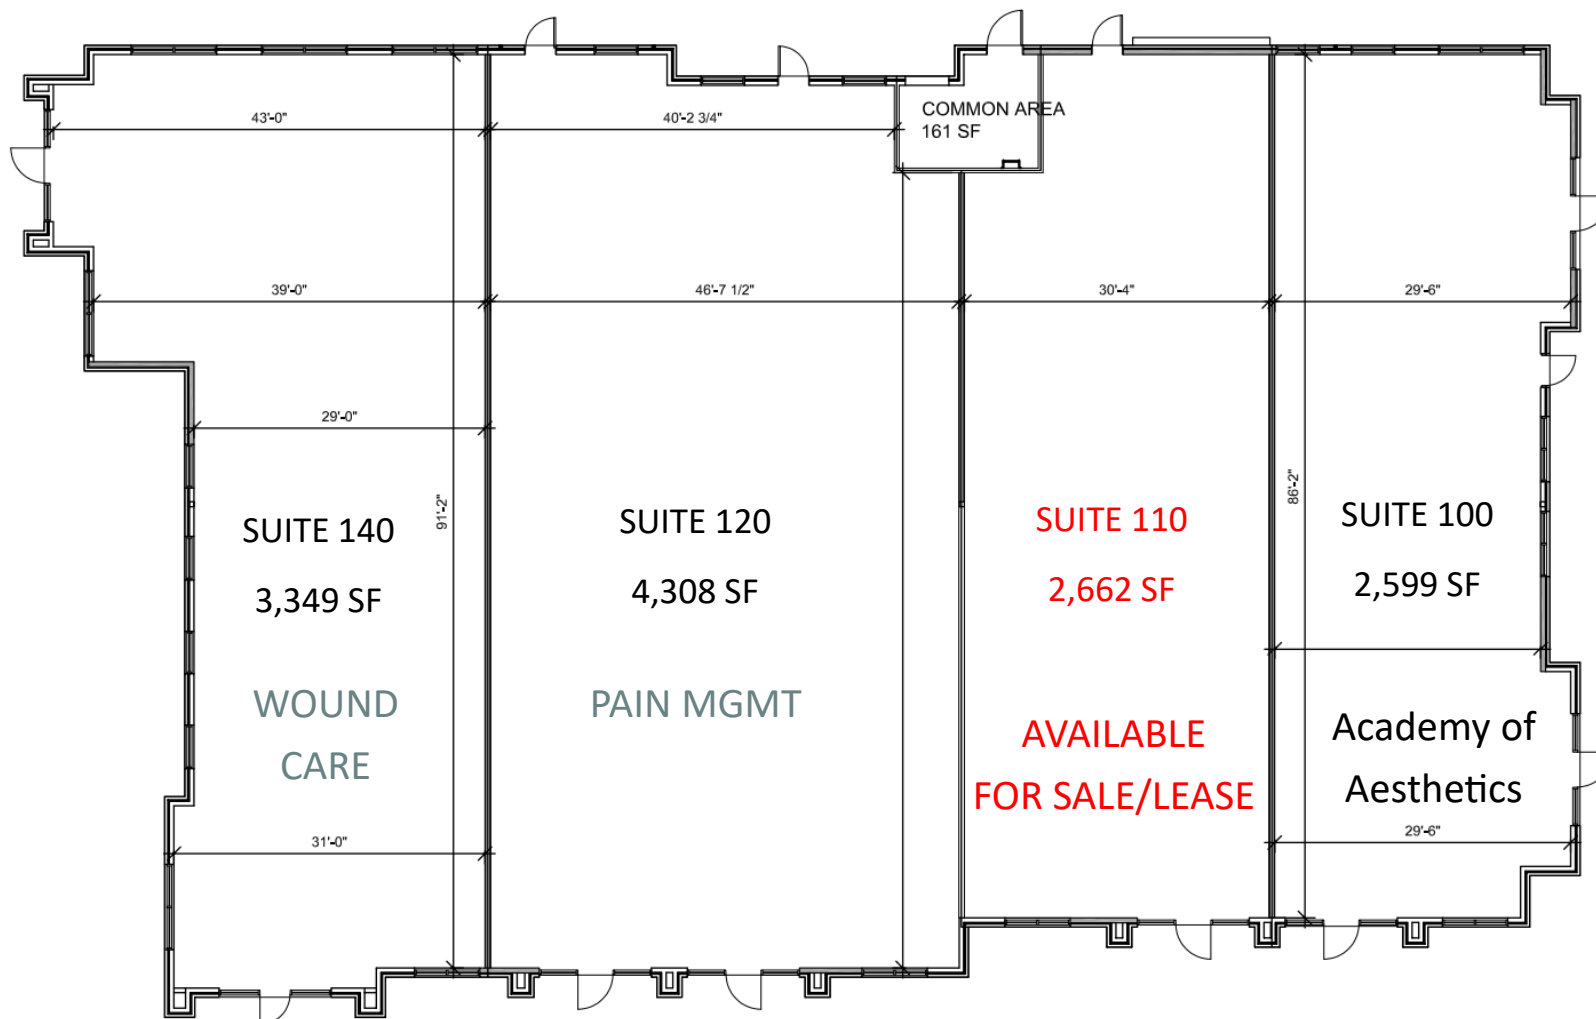 COMMON AREA
161 SF
43'-0"
40'-2 3/4"
39'-0"
46'-7 1/2"
30'-4"
29'-6"
29'-0"
91'-2"
86'-2"
SUITE 140
3,349 SF
WOUND
CARE
SUITE 120
4,308 SF
PAIN MGMT
SUITE 110
2,662 SF
AVAILABLE
FOR SALE/LEASE
SUITE 100
2,599 SF
Academy of
Aesthetics
31'-0"
29'-6"